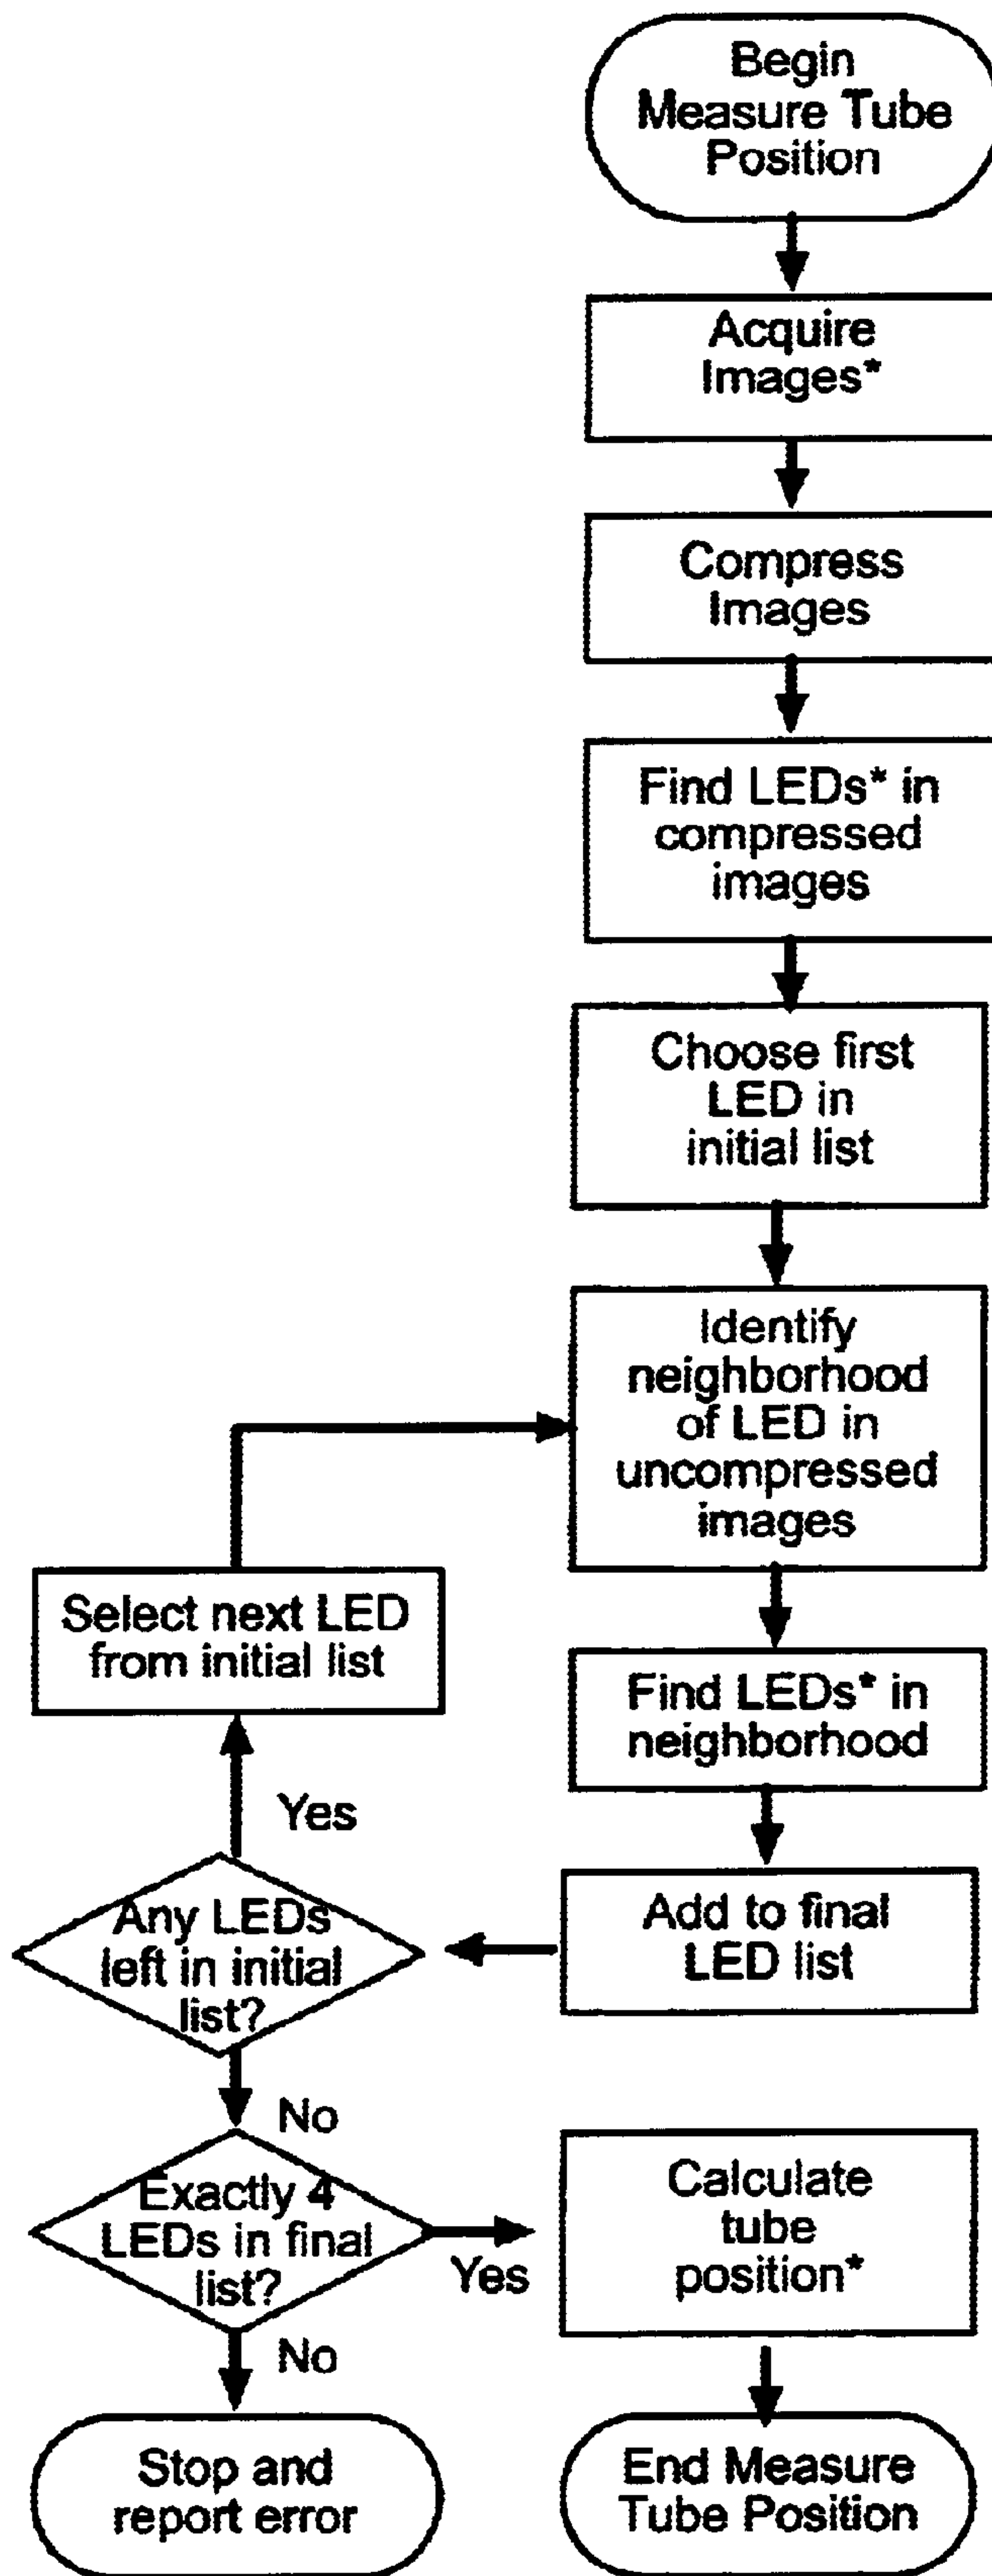 Begin
Measure Tube
Position
Acquire
Images*
Compress
Images
Find LEDs* in
compressed
images
Choose first
LED in
initial list
Identify
neighborhood
of LED in
uncompressed
images
Select next LED
from initial list
Find LEDs* in
neighborhood
Yes
Any LEDs
left in initial
list?
Add to final
LED list
No
Exactly 4
LEDs in final
list?
Yes
Calculate
tube
position*
No
Stop and
report error
End Measure
Tube Position